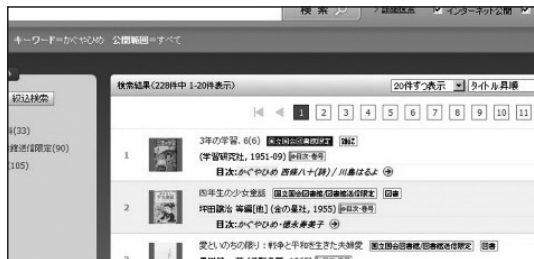 検索 詳細検索 インターネット公開
キーワード=かぐやひめ 公開範囲=すべて
絞込検索
検索結果(228件中 1-20件表示) 20件ずつ表示 タイトル昇順
1 2 3 4 5 6 7 8 9 10 11
(33)
館送信限定(90)
(105)
3年の学習. 6(6) 国立国会図書館限定 雑誌
1 (学習研究社, 1951-09) 目次・巻号
目次:かぐやひめ 西條八十(詩) / 川島はるよ
四年生の少女童話 国立国会図書館/図書館送信限定 図書
2 坪田譲治 等編[他] (金の星社, 1955) 目次・巻号
目次:かぐやひめ・徳永寿美子
愛といのちの限り : 戦争と平和を生きた夫婦愛 国立国会図書館/図書館送信限定 図書
3